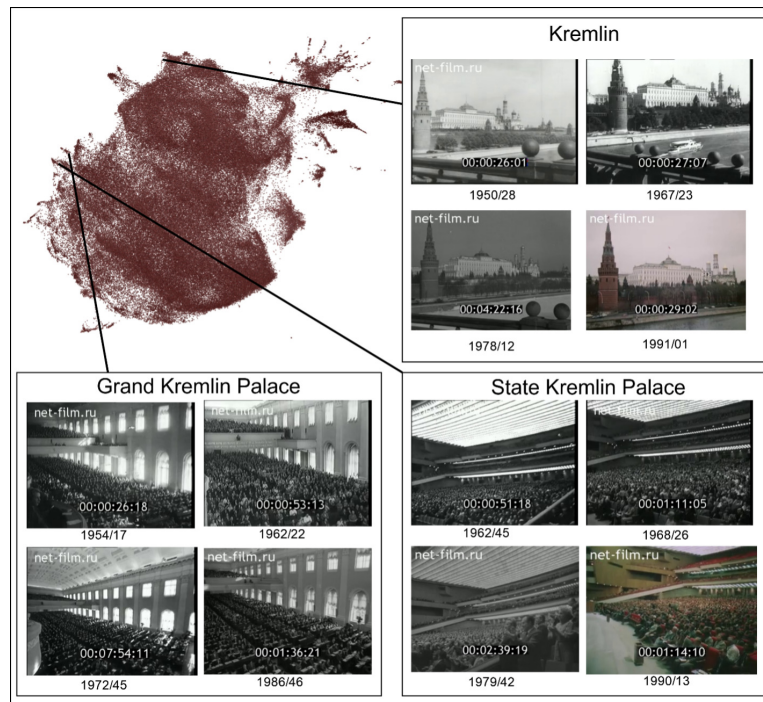 Kremlin
net-film.ru
00:00:26:01
00:00:27:07
1950/28
1967/23
net-film.ru
net-film.ru
00:04:22:16
00:00:29:02
1978/12
1991/01
Grand Kremlin Palace
net-film.ru
net-film.ru
00:00:26:18
00:00:53:13
1954/17
1962/22
net-film.ru
net-film.ru
00:07:54:11
00:01:36:21
1972/45
1986/46
State Kremlin Palace
net-film.ru
net-film.ru
00:00:51:18
00:01:11:05
1962/45
1968/26
net-film.ru
net-film.ru
00:02:39:19
00:01:14:10
1979/42
1990/13